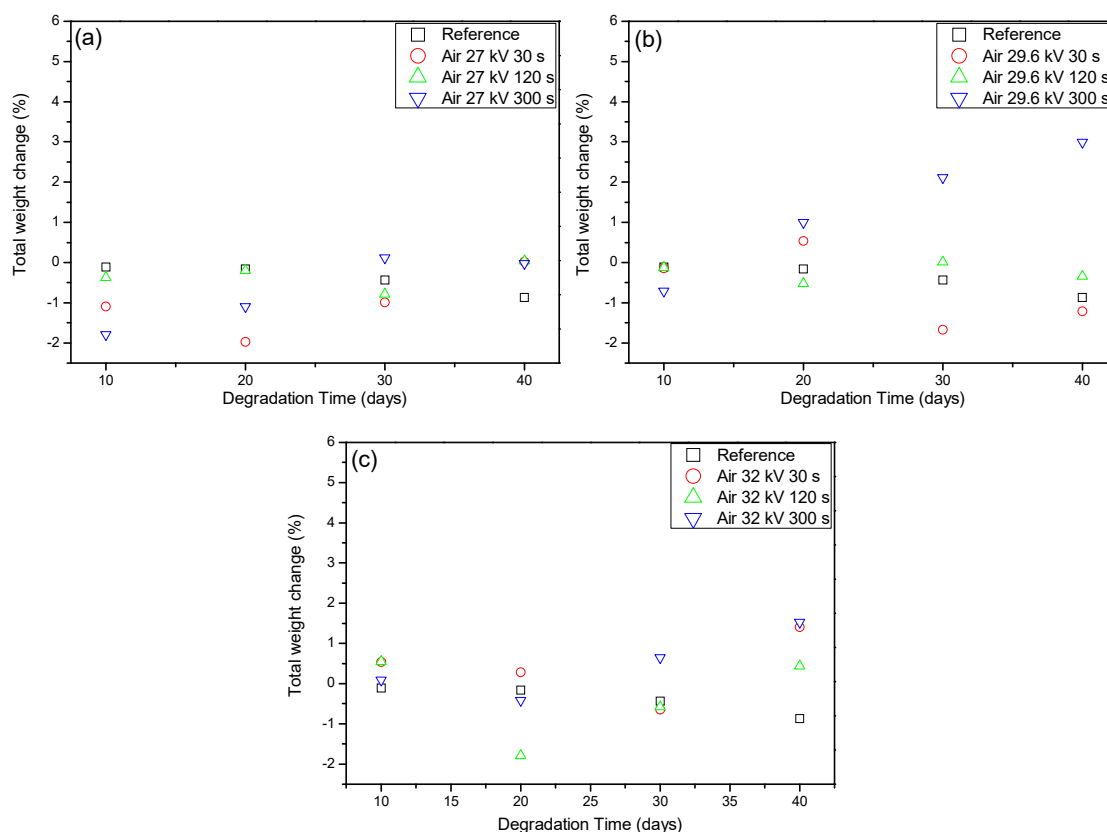 (a)
Reference
Air 27 kV 30 s
Air 27 kV 120 s
Air 27 kV 300 s
Total weight change (%)
6
5
4
3
2
1
0
-1
-2
10
20
30
40
Degradation Time (days)
(b)
Reference
Air 29.6 kV 30 s
Air 29.6 kV 120 s
Air 29.6 kV 300 s
Total weight change (%)
6
5
4
3
2
1
0
-1
-2
10
20
30
40
Degradation Time (days)
(c)
Reference
Air 32 kV 30 s
Air 32 kV 120 s
Air 32 kV 300 s
Total weight change (%)
6
5
4
3
2
1
0
-1
-2
10
15
20
25
30
35
40
Degradation Time (days)